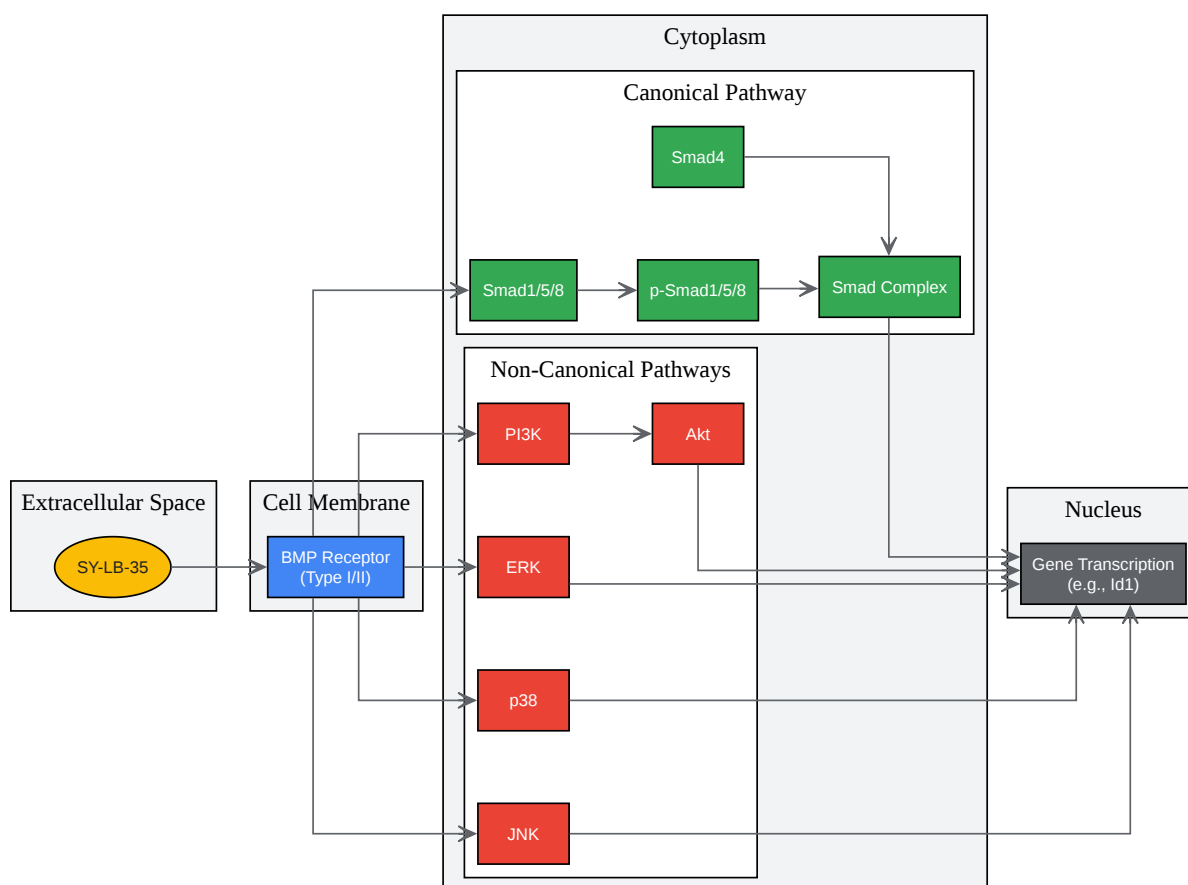 Cytoplasm
Canonical Pathway
Smad4
Smad1/5/8
p-Smad1/5/8
Smad Complex
Non-Canonical Pathways
PI3K
Akt
Extracellular Space
SY-LB-35
Cell Membrane
BMP Receptor
(Type I/II)
ERK
Nucleus
Gene Transcription
(e.g., Id1)
p38
JNK